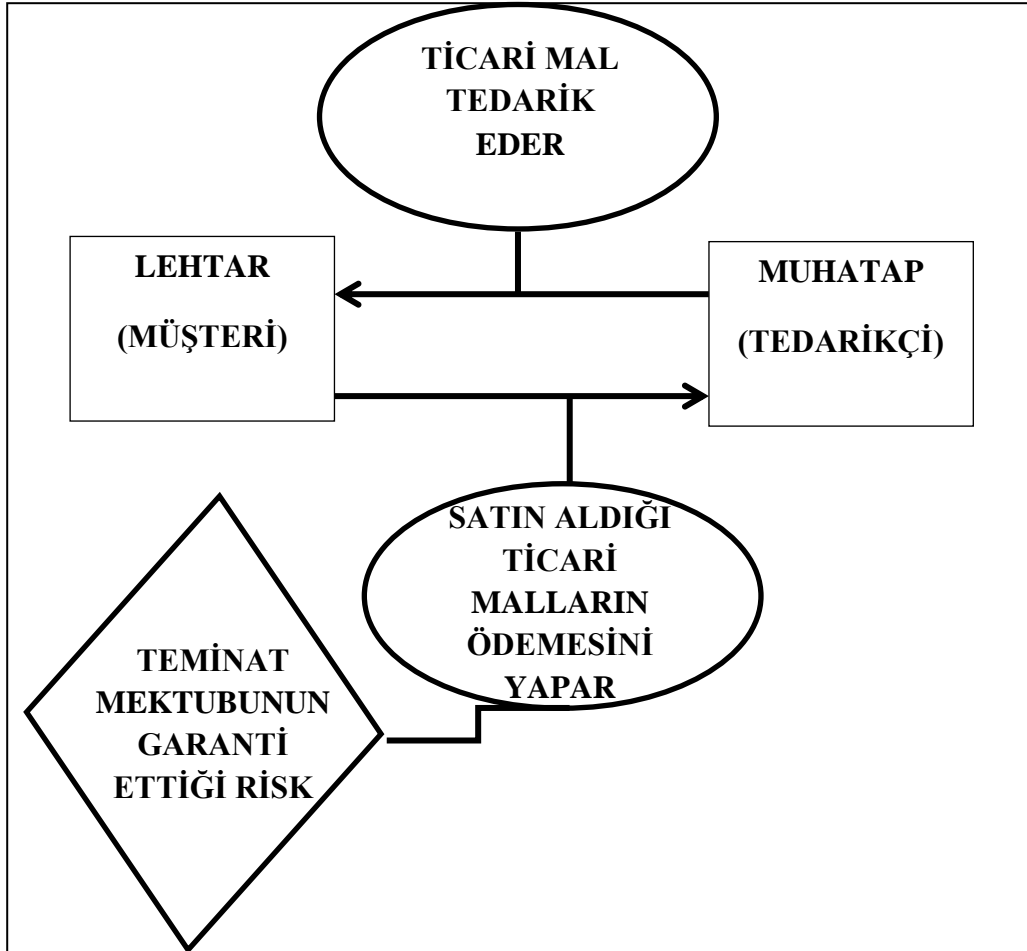 TİCARİ MAL
TEDARİK
EDER
LEHTAR
(MÜŞTERİ)
MUHATAP
(TEDARİKÇİ)
SATIN ALDIĞI
TİCARİ
MALLARIN
ÖDEMESİNİ
YAPAR
TEMİNAT
MEKTUBUNUN
GARANTİ
ETTİĞİ RİSK